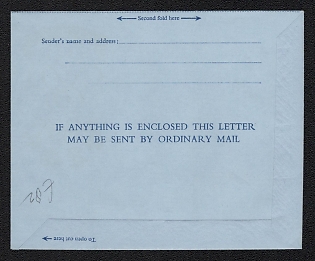 Second fold here
Sender's name and address:
IF ANYTHING IS ENCLOSED THIS LETTER
MAY BE SENT BY ORDINARY MAIL
To open cut here